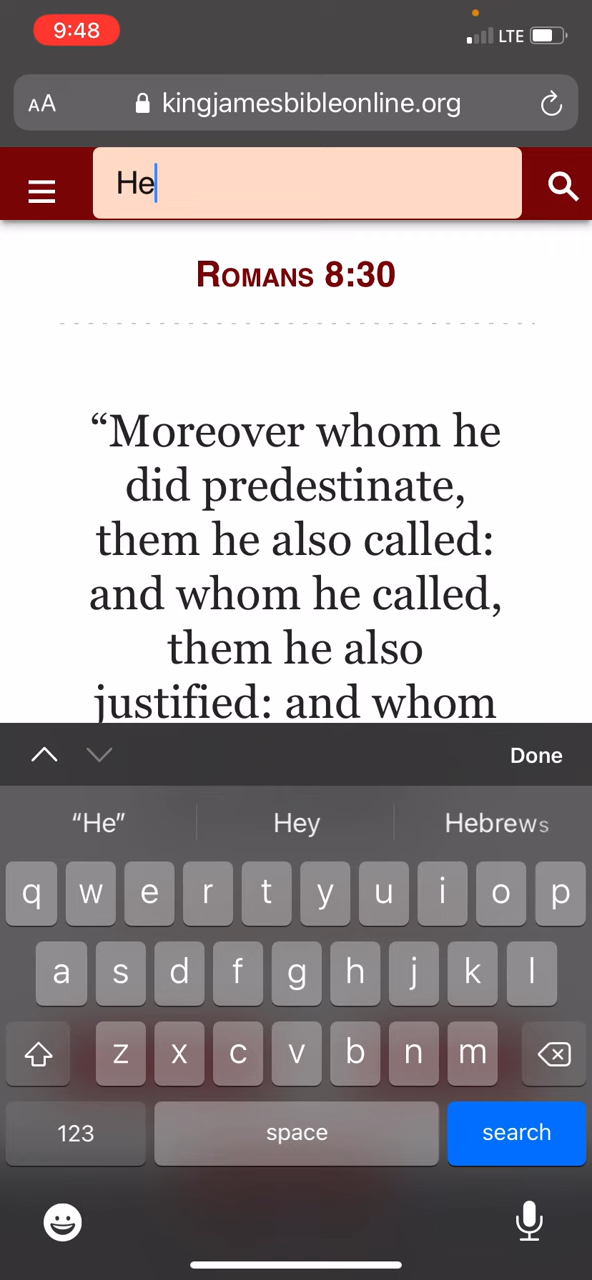 9:48
LTE
AA kingjamesbibleonline.org
He
Romans 8:30
“Moreover whom he
did predestinate,
them he also called:
and whom he called,
them he also
justified: and whom
Done
“He” Hey Hebrews
q w e r t y u i o p
a s d f g h j k l
z x c v b n m
123 space search